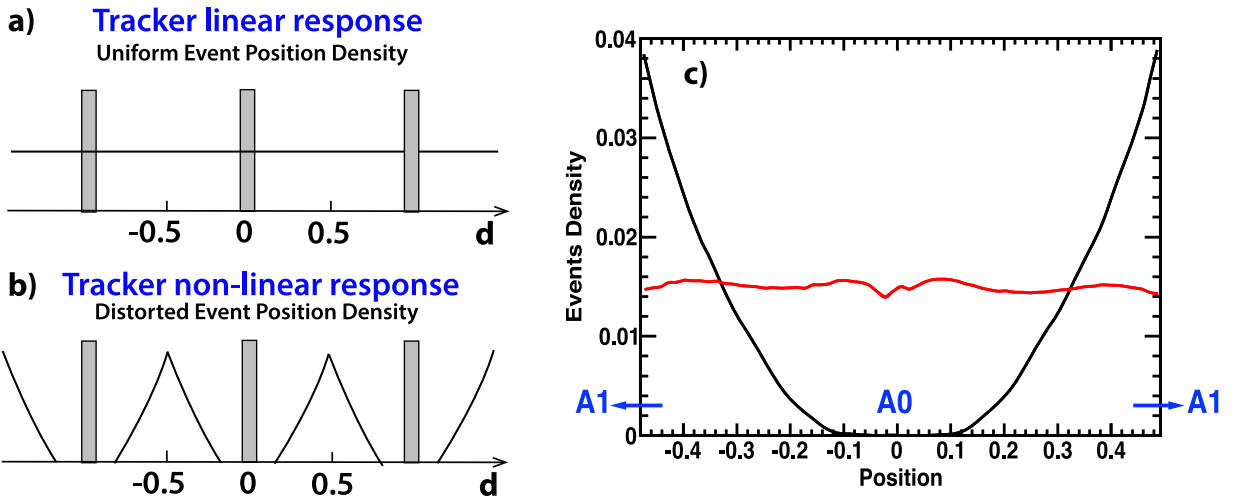 a)
Tracker linear response
Uniform Event Position Density
-0.5 0 0.5 d
b)
Tracker non-linear response
Distorted Event Position Density
-0.5 0 0.5 d
c)
Events Density
0.04
0.03
0.02
0.01
0
A1 A0 A1
-0.4 -0.3 -0.2 -0.1 0 0.1 0.2 0.3 0.4
Position